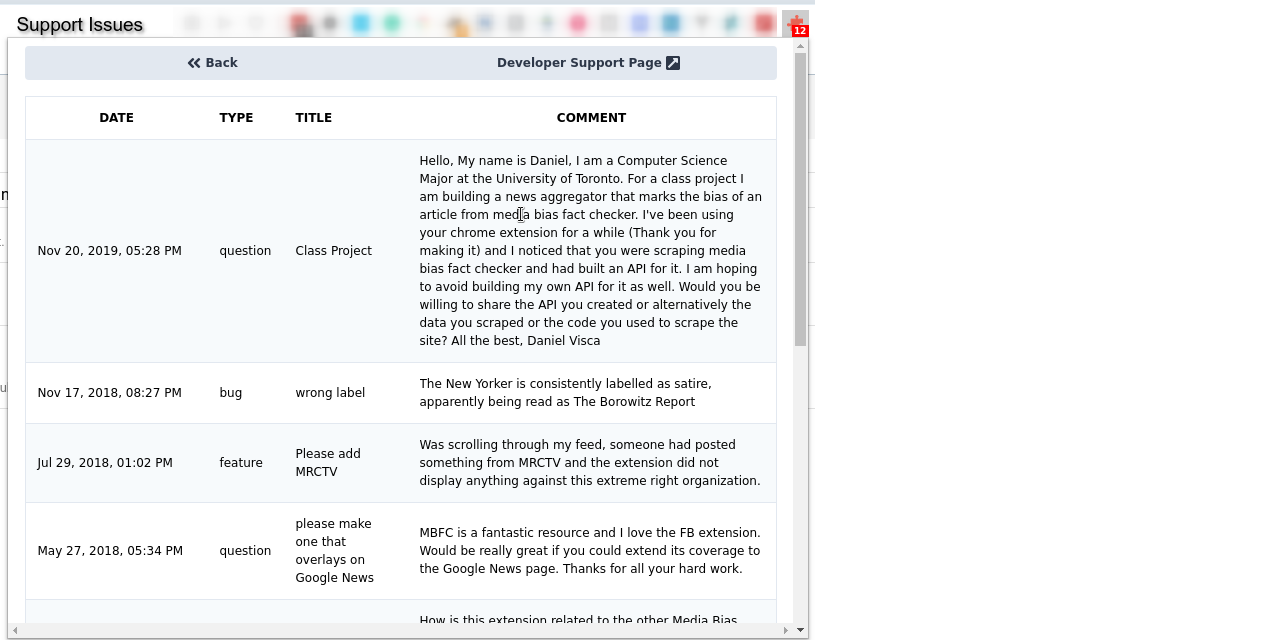 Support Issues
12
Back
Developer Support Page
DATE TYPE TITLE COMMENT
Nov 20, 2019, 05:28 PM question Class Project
Hello, My name is Daniel, I am a Computer Science
Major at the University of Toronto. For a class project I
am building a news aggregator that marks the bias of an
article from media bias fact checker. I've been using
your chrome extension for a while (Thank you for
making it) and I noticed that you were scraping media
bias fact checker and had built an API for it. I am hoping
to avoid building my own API for it as well. Would you be
willing to share the API you created or alternatively the
data you scraped or the code you used to scrape the
site? All the best, Daniel Visca
Nov 17, 2018, 08:27 PM bug wrong label
The New Yorker is consistently labelled as satire,
apparently being read as The Borowitz Report
Jul 29, 2018, 01:02 PM feature
Please add
MRCTV
Was scrolling through my feed, someone had posted
something from MRCTV and the extension did not
display anything against this extreme right organization.
May 27, 2018, 05:34 PM question
please make
one that
overlays on
Google News
MBFC is a fantastic resource and I love the FB extension.
Would be really great if you could extend its coverage to
the Google News page. Thanks for all your hard work.
How is this extension related to the other Media Bias